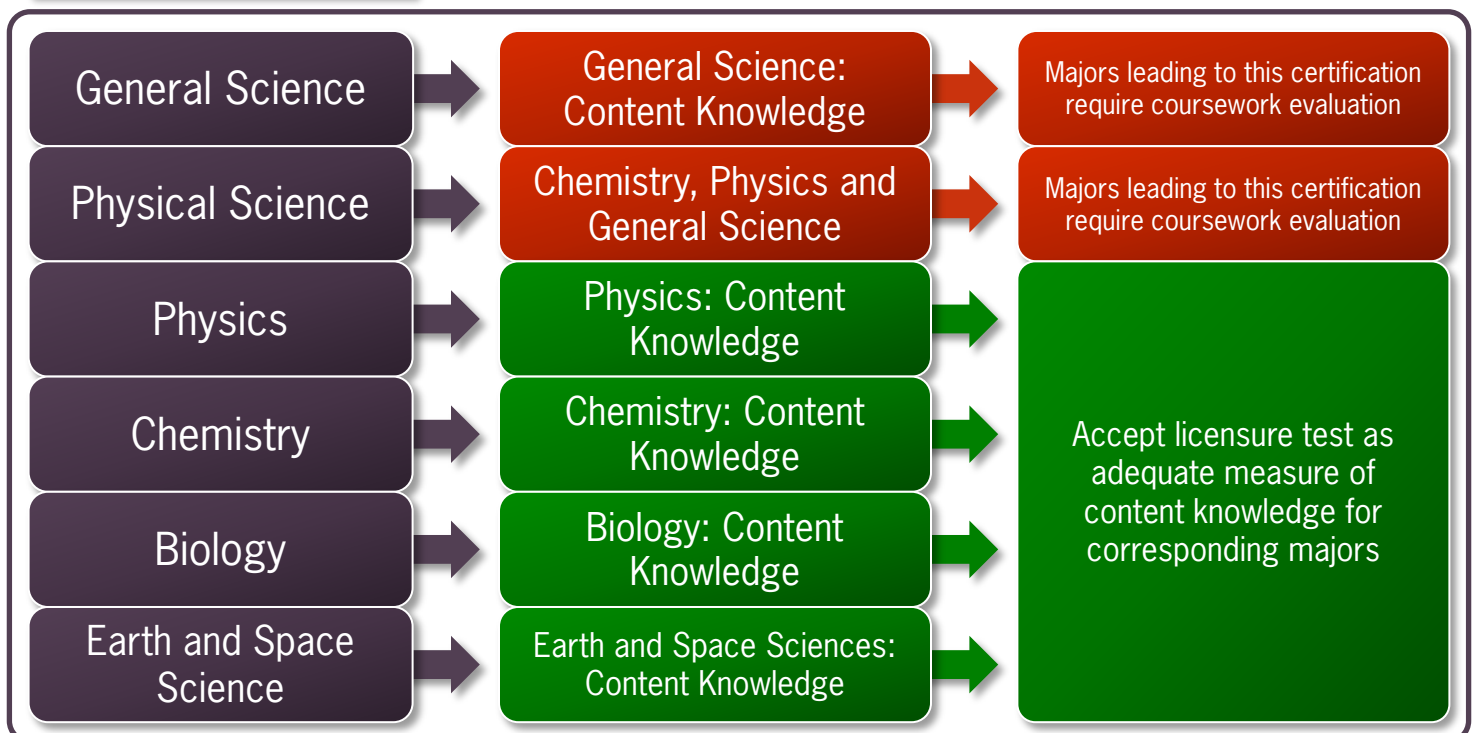 General Science
General Science:
Content Knowledge
Majors leading to this certification
require coursework evaluation
Physical Science
Chemistry, Physics and
General Science
Majors leading to this certification
require coursework evaluation
Physics
Physics: Content
Knowledge
Chemistry
Chemistry: Content
Knowledge
Biology
Biology: Content
Knowledge
Earth and Space
Science
Earth and Space Sciences:
Content Knowledge
Accept licensure test as
adequate measure of
content knowledge for
corresponding majors